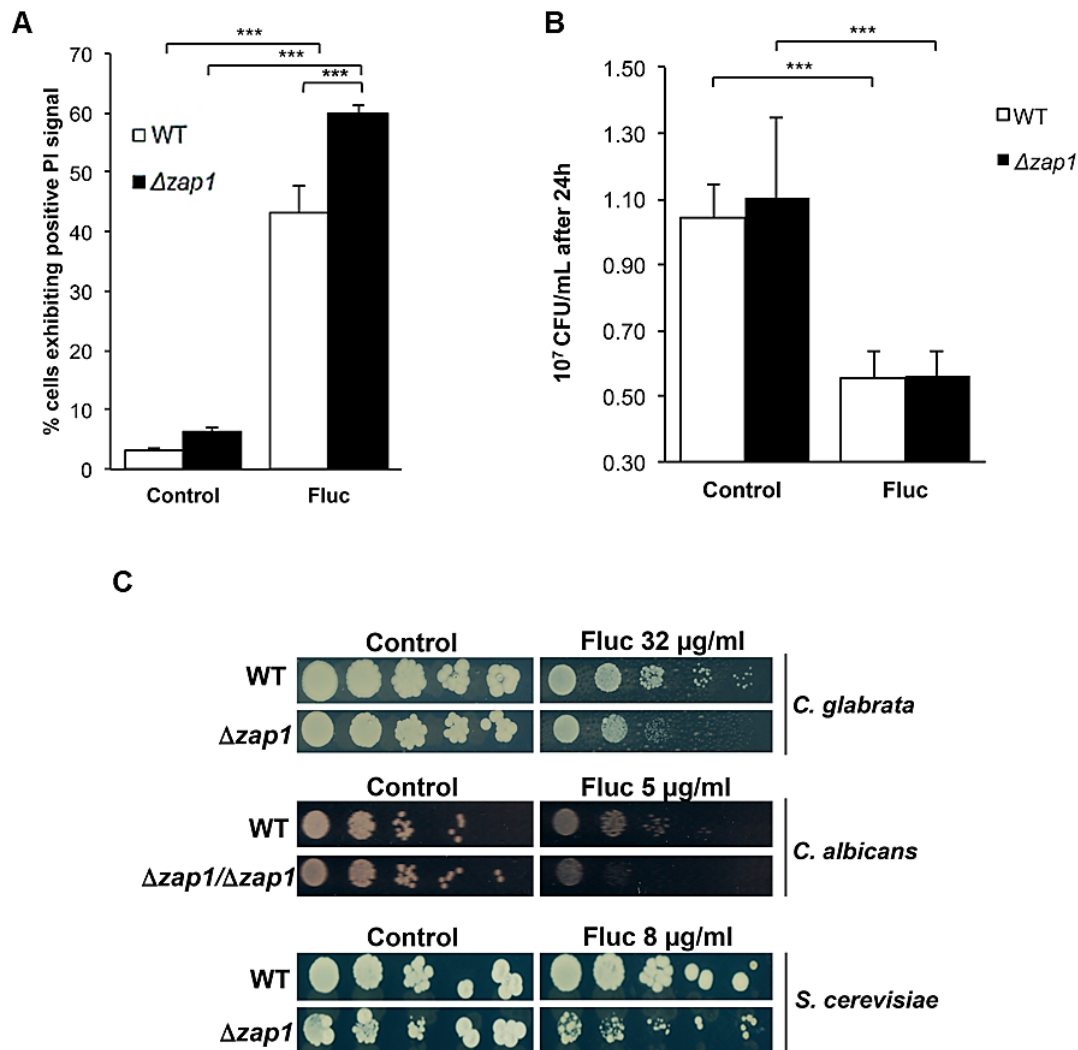 A
% cells exhibiting positive PI signal
70
60
50
40
30
20
10
0
***
***
***
WT
Δzap1
Control
Fluc
B
10⁷ CFU/mL after 24h
1.50
1.30
1.10
0.90
0.70
0.50
0.30
***
***
WT
Δzap1
Control
Fluc
C
Control
Fluc 32 µg/ml
WT
Δzap1
C. glabrata
Control
Fluc 5 µg/ml
WT
Δzap1/Δzap1
C. albicans
Control
Fluc 8 µg/ml
WT
Δzap1
S. cerevisiae